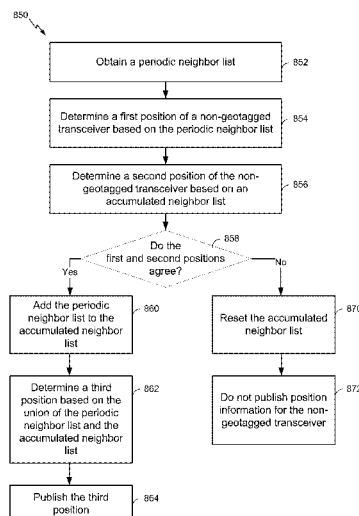 850
Obtain a periodic neighbor list
852
Determine a first position of a non-geotagged
transceiver based on the periodic neighbor list
854
Determine a second position of the non-
geotagged transceiver based on an
accumulated neighbor list
856
Do the
first and second positions
agree?
858
Yes
No
Add the periodic
neighbor list to the
accumulated neighbor
list
860
Reset the accumulated
neighbor list
870
Determine a third
position based on the
union of the periodic
neighbor list and the
accumulated neighbor
list
862
Do not publish position
information for the non-
geotagged transceiver
872
Publish the third
position
864